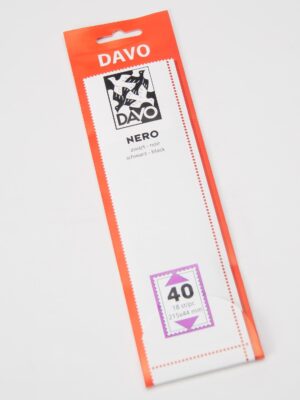 DAVO
DAVO
NERO
zwart - noir
schwarz - black
40
18 strips
215x44 mm